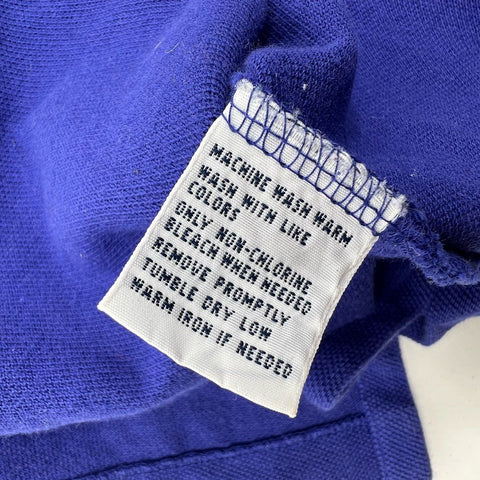 MACHINE WASH WARM
WASH WITH LIKE
COLORS
ONLY NON-CHLORINE
BLEACH WHEN NEEDED
REMOVE PROMPTLY
TUMBLE DRY LOW
WARM IRON IF NEEDED